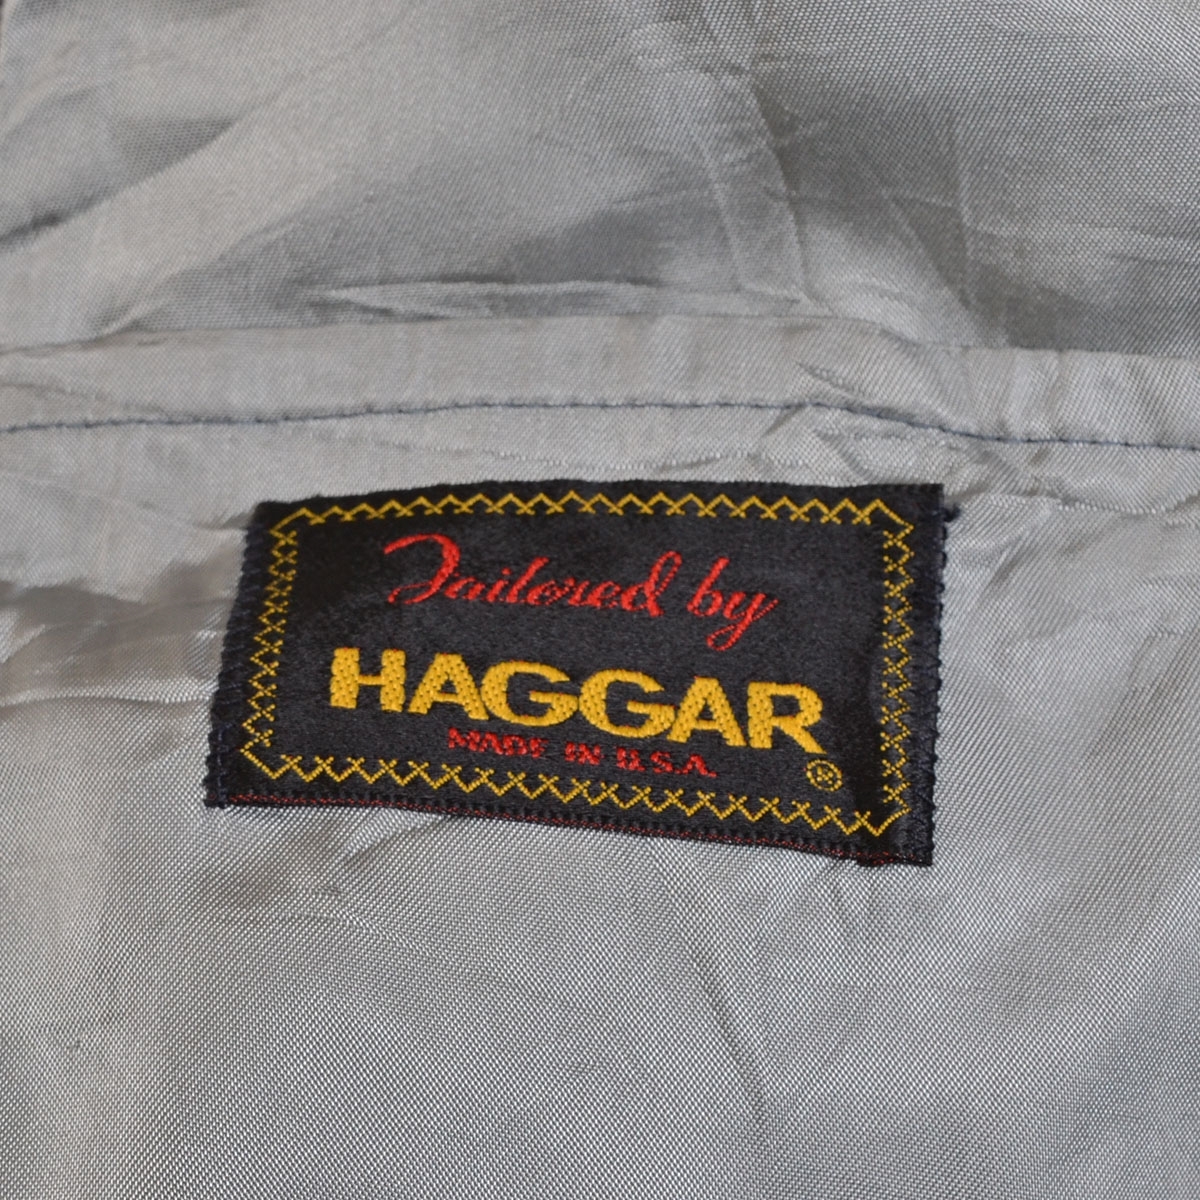 Tailored by
HAGGAR
MADE IN U.S.A.
®